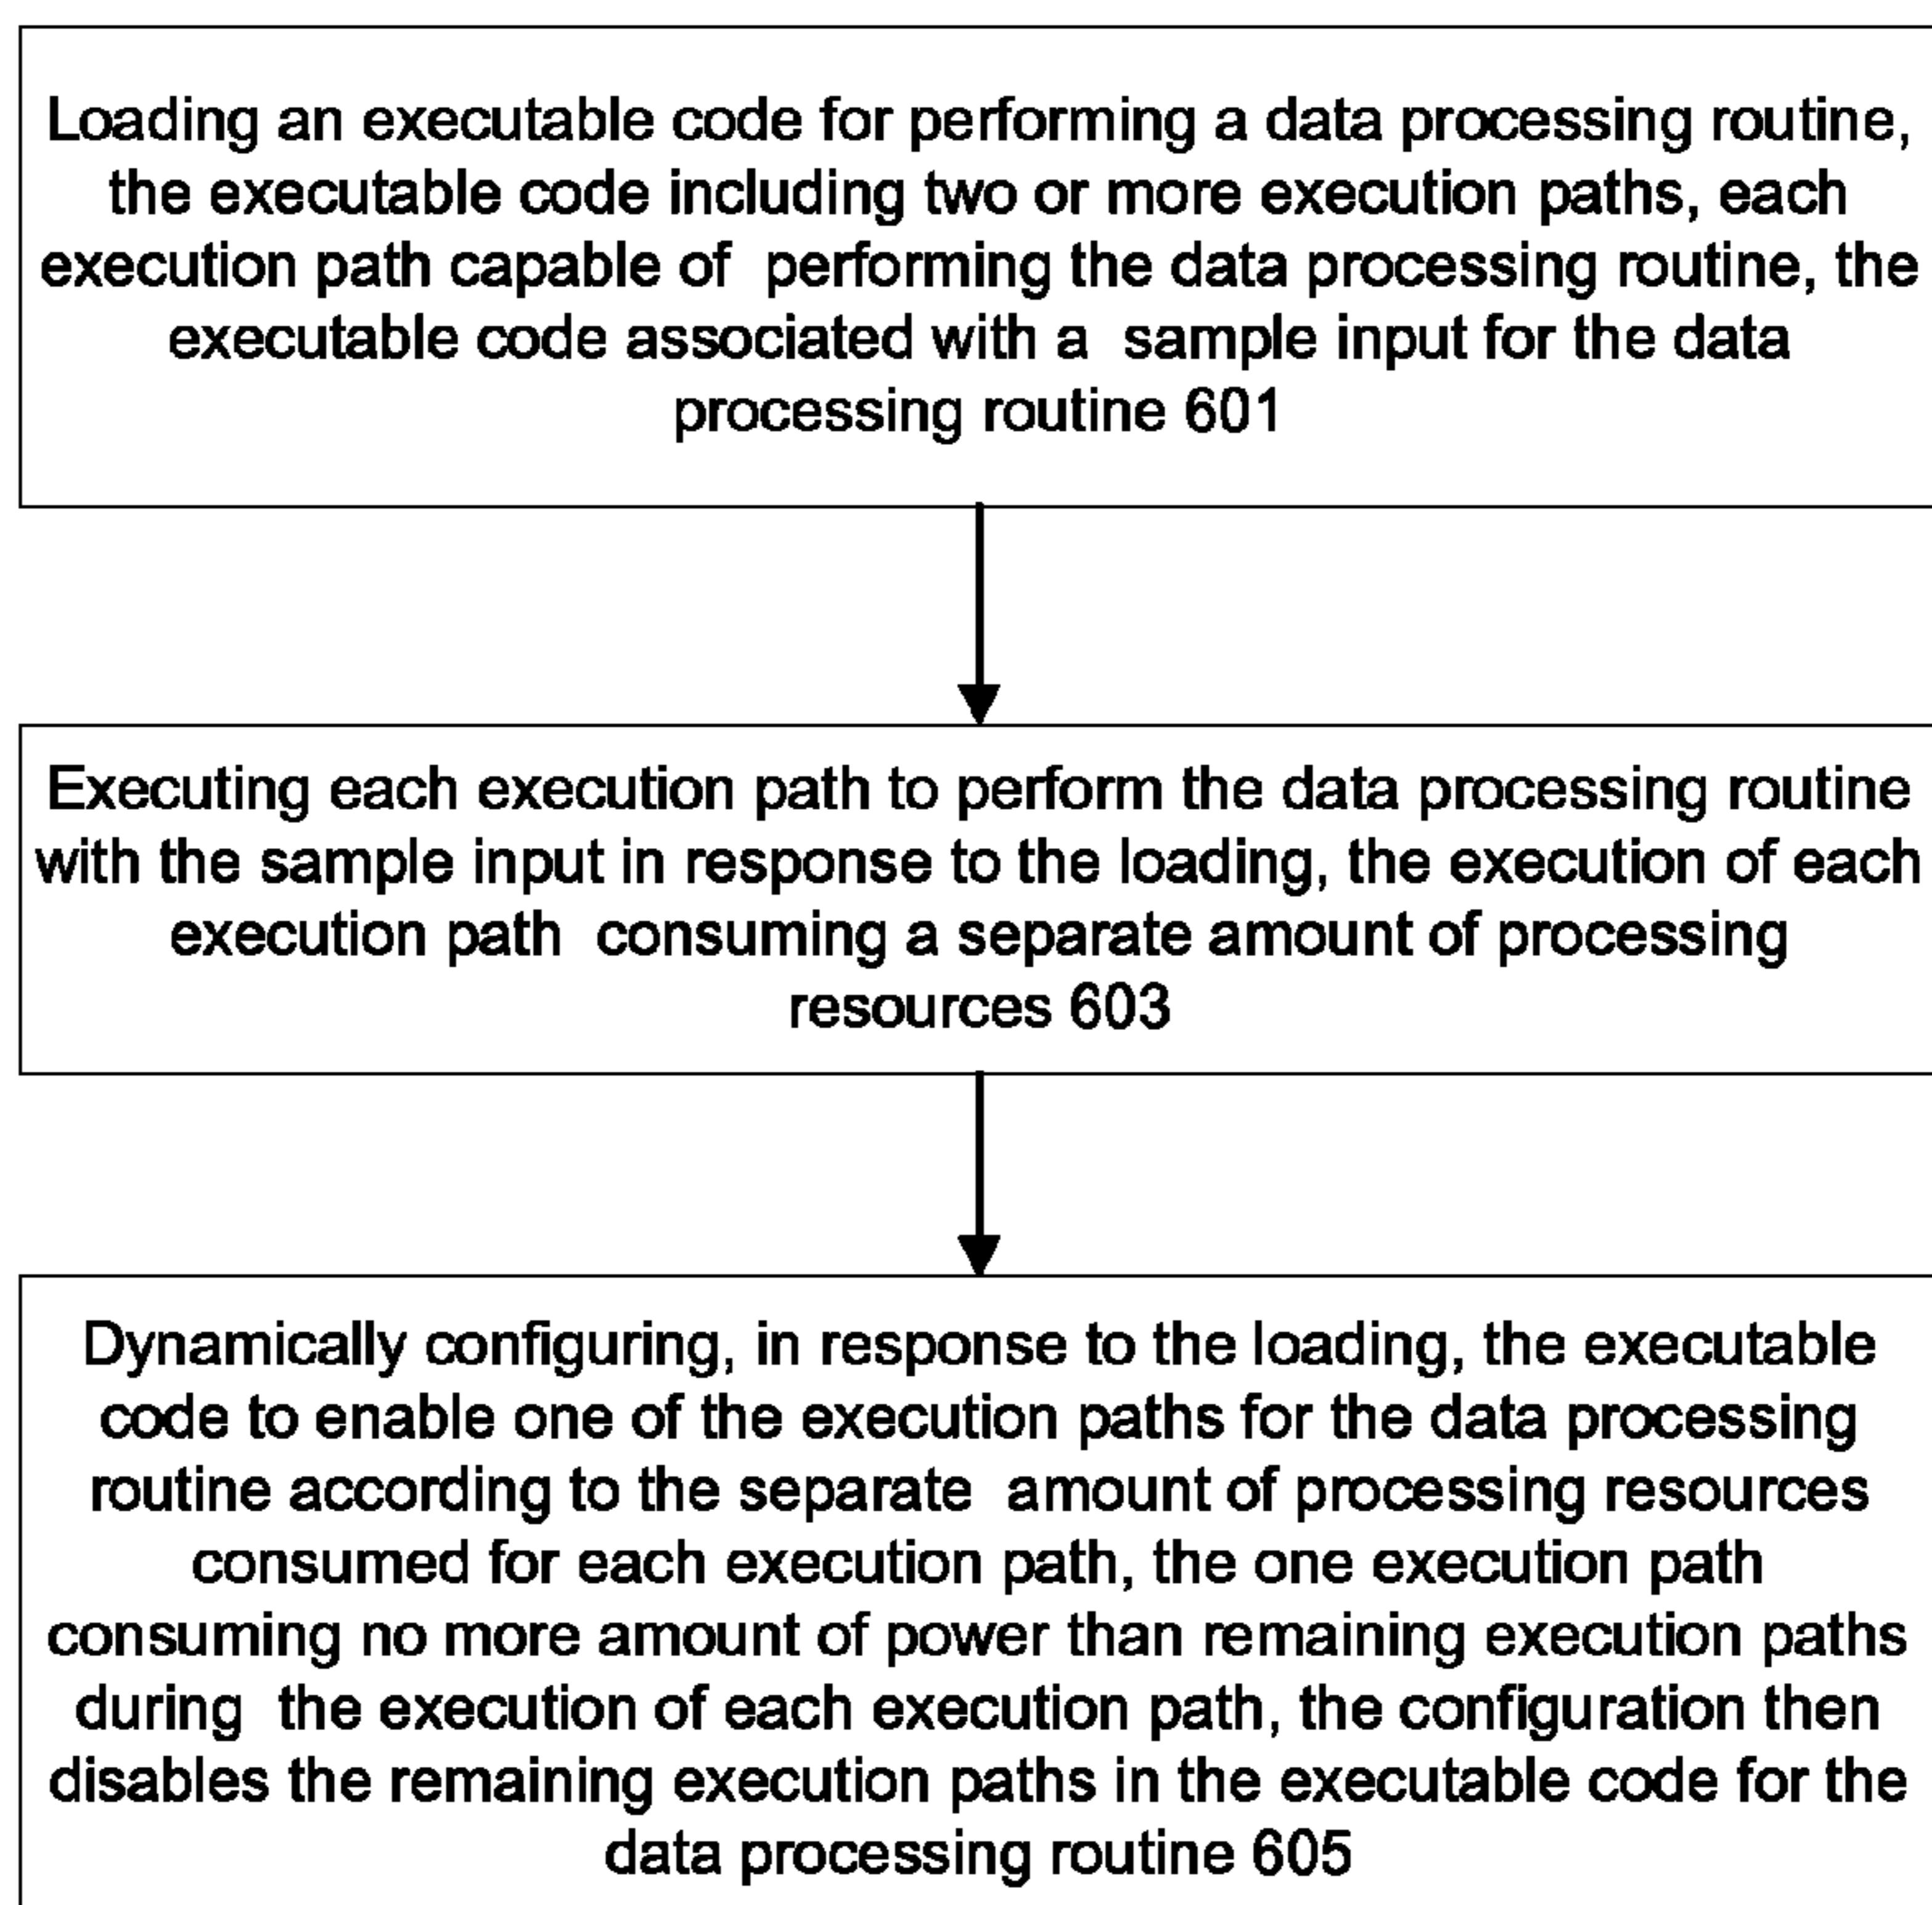 Loading an executable code for performing a data processing routine,
the executable code including two or more execution paths, each
execution path capable of performing the data processing routine, the
executable code associated with a sample input for the data
processing routine 601
Executing each execution path to perform the data processing routine
with the sample input in response to the loading, the execution of each
execution path consuming a separate amount of processing
resources 603
Dynamically configuring, in response to the loading, the executable
code to enable one of the execution paths for the data processing
routine according to the separate amount of processing resources
consumed for each execution path, the one execution path
consuming no more amount of power than remaining execution paths
during the execution of each execution path, the configuration then
disables the remaining execution paths in the executable code for the
data processing routine 605